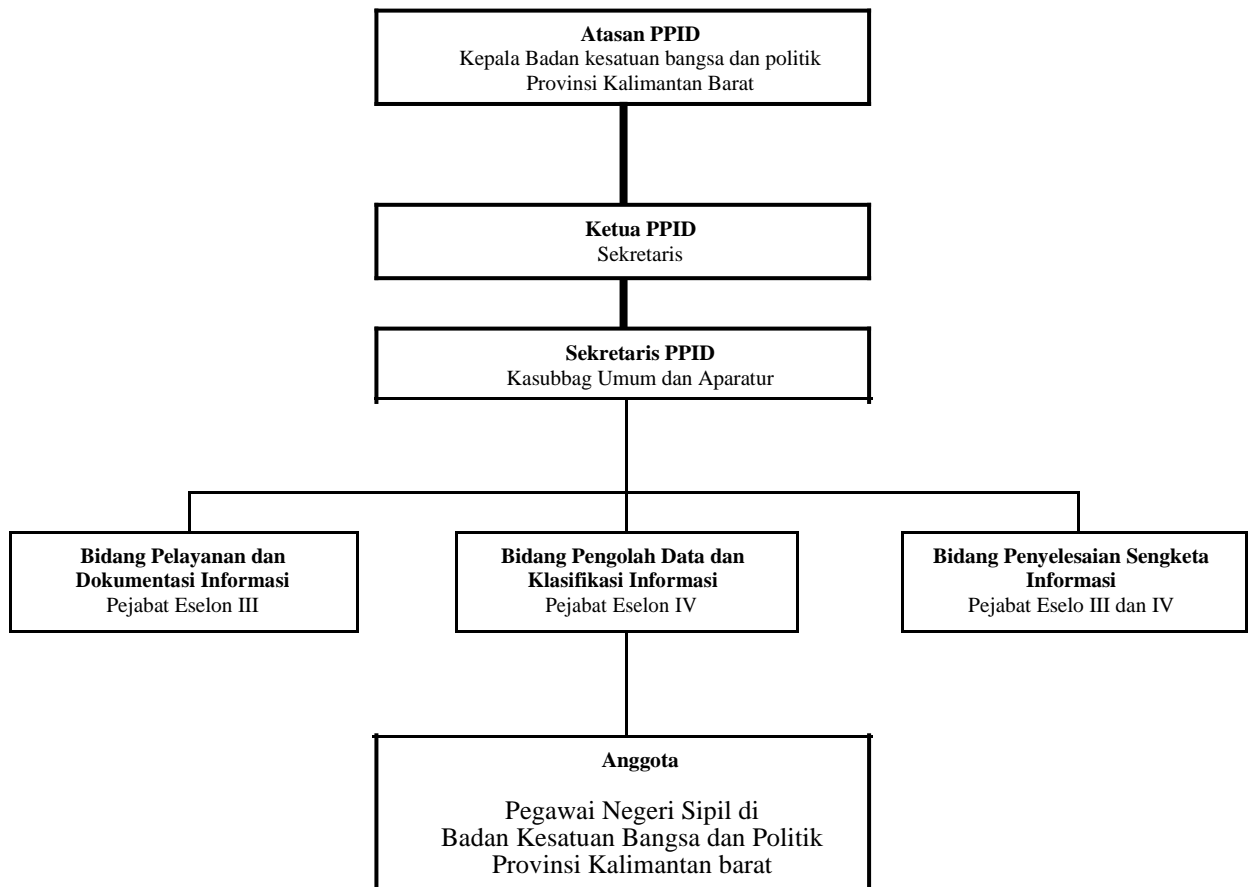 Atasan PPID
Kepala Badan kesatuan bangsa dan politik
Provinsi Kalimantan Barat
Ketua PPID
Sekretaris
Sekretaris PPID
Kasubbag Umum dan Aparatur
Bidang Pelayanan dan
Dokumentasi Informasi
Pejabat Eselon III
Bidang Pengolah Data dan
Klasifikasi Informasi
Pejabat Eselon IV
Bidang Penyelesaian Sengketa
Informasi
Pejabat Eselo III dan IV
Anggota
Pegawai Negeri Sipil di
Badan Kesatuan Bangsa dan Politik
Provinsi Kalimantan barat